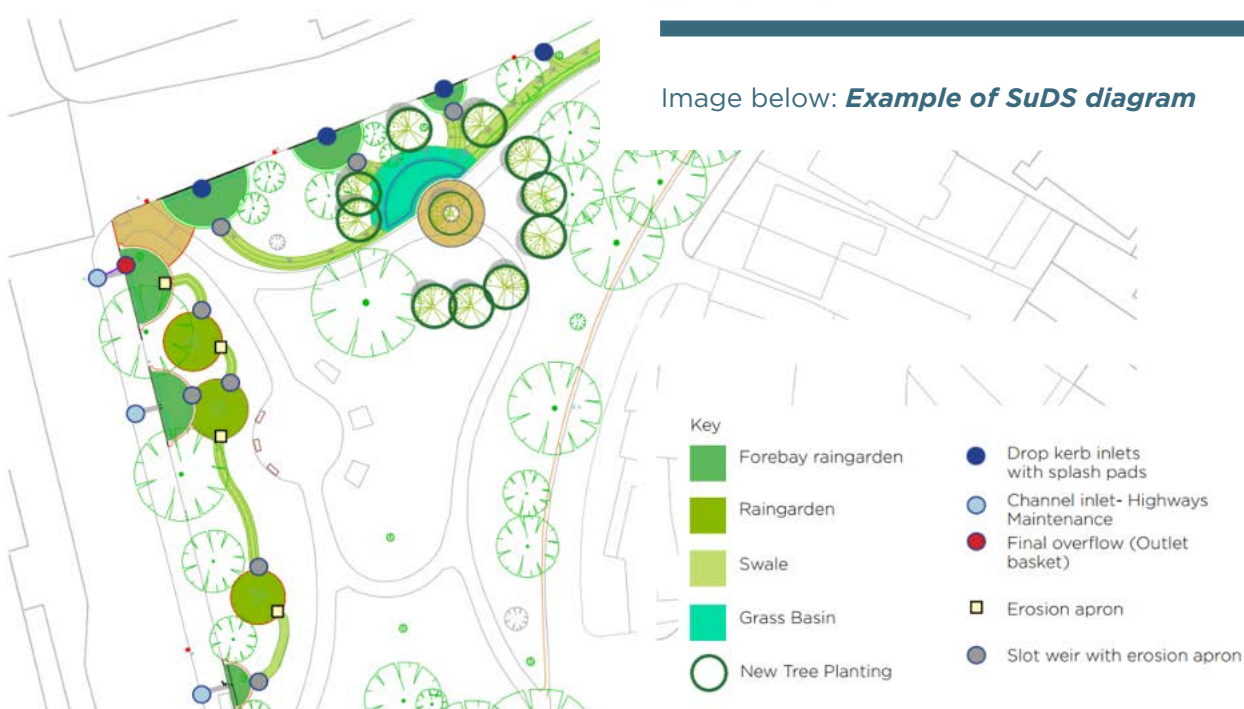 Image below: Example of SuDS diagram
Key
Forebay raingarden
Raingarden
Swale
Grass Basin
New Tree Planting
Drop kerb inlets
with splash pads
Channel inlet- Highways
Maintenance
Final overflow (Outlet
basket)
Erosion apron
Slot weir with erosion apron